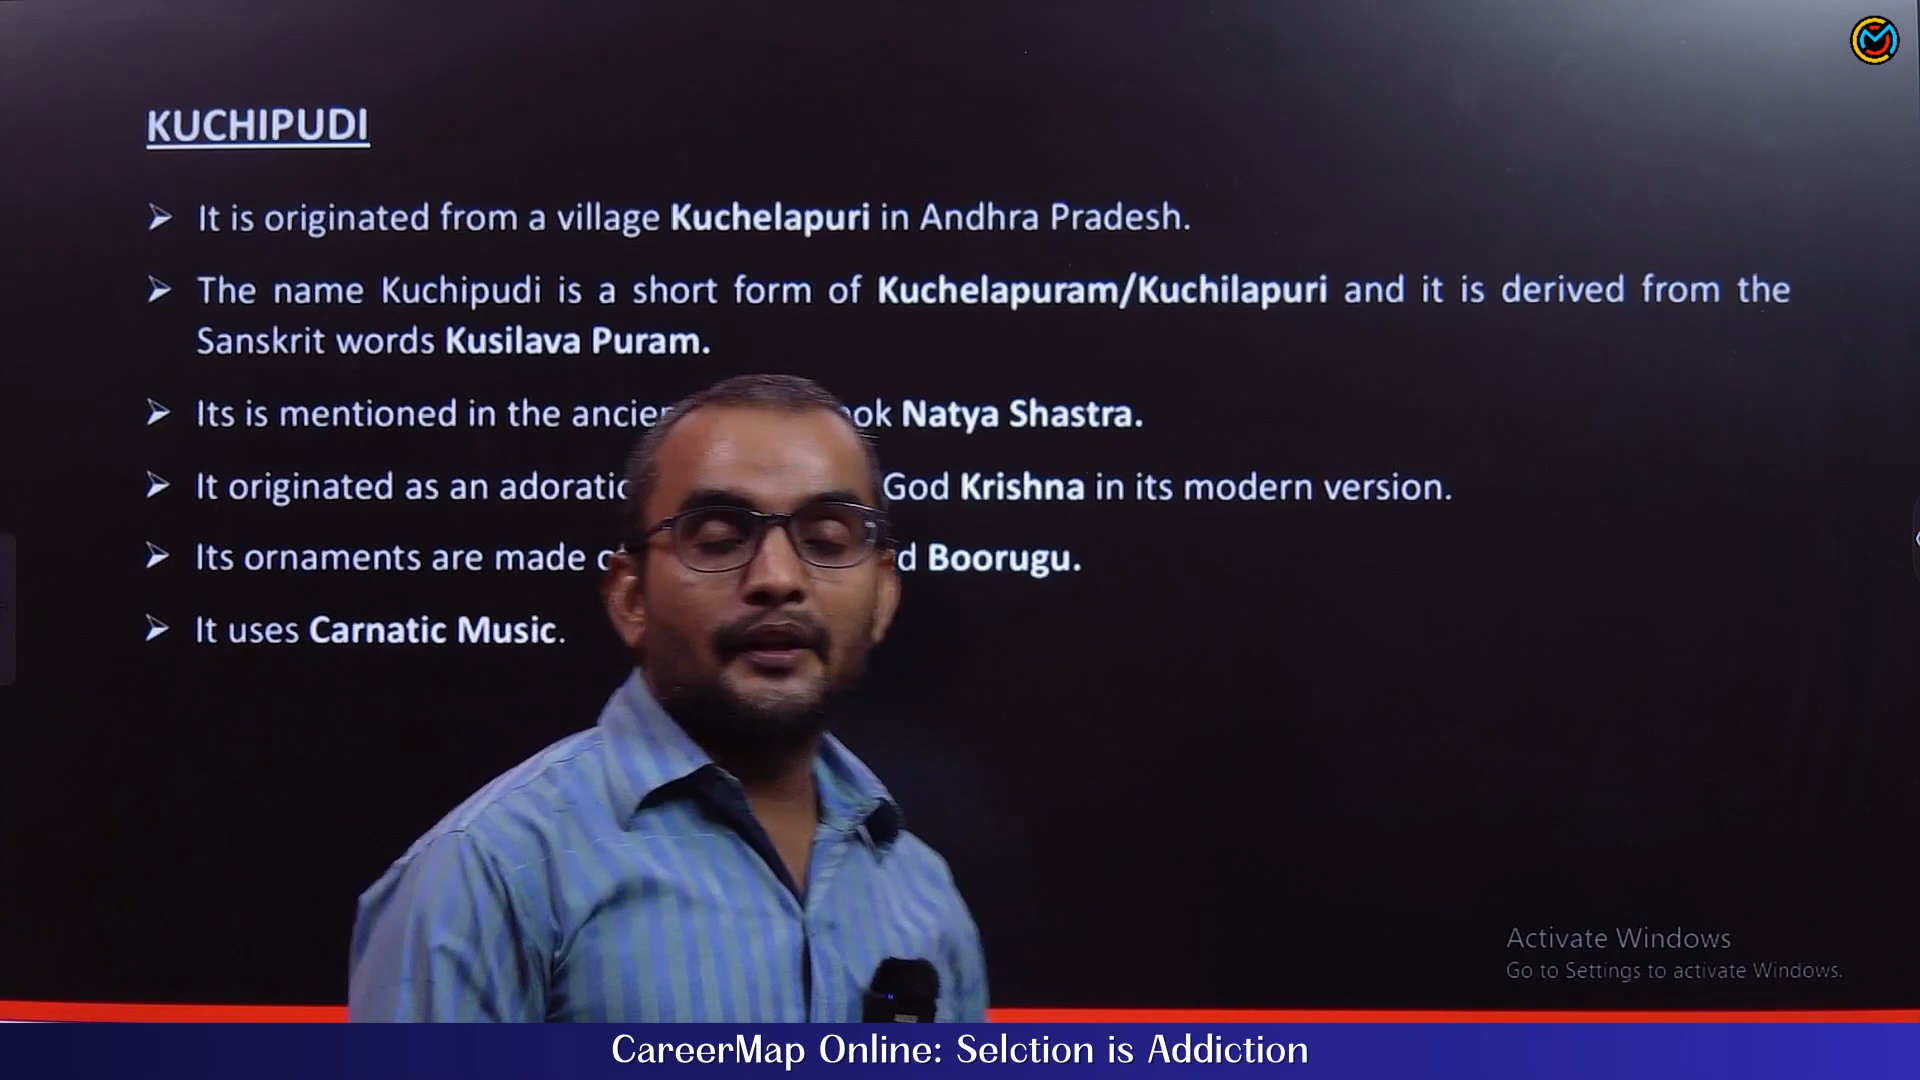 KUCHIPUDI
It is originated from a village Kuchelapuri in Andhra Pradesh.
The name Kuchipudi is a short form of Kuchelapuram/Kuchilapuri and it is derived from the
Sanskrit words Kusilava Puram.
Its is mentioned in the Natya Shastra.
It originated as an God Krishna in its modern version.
Its ornaments are made Boorugu.
It uses Carnatic Music.
Activate Windows
Go to Settings to activate Windows.
CareerMap Online: Selction is Addiction